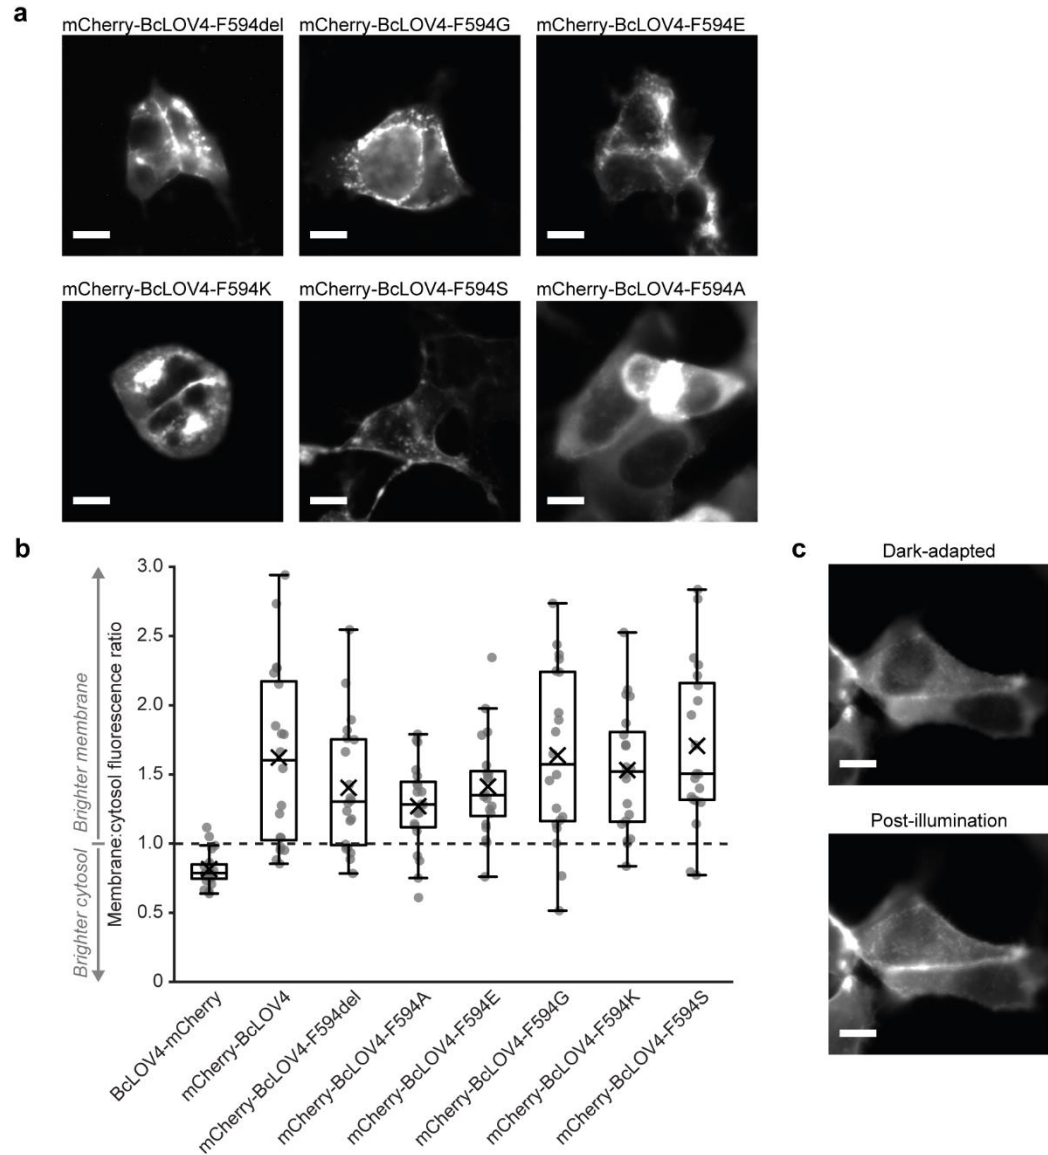 a
mCherry-BcLOV4-F594del
mCherry-BcLOV4-F594G
mCherry-BcLOV4-F594E
mCherry-BcLOV4-F594K
mCherry-BcLOV4-F594S
mCherry-BcLOV4-F594A
b
Brighter cytosol
Brighter membrane
Membrane:cytosol fluorescence ratio
3.0
2.5
2.0
1.5
1.0
0.5
0
BcLOV4-mCherry
mCherry-BcLOV4
mCherry-BcLOV4-F594del
mCherry-BcLOV4-F594A
mCherry-BcLOV4-F594E
mCherry-BcLOV4-F594G
mCherry-BcLOV4-F594K
mCherry-BcLOV4-F594S
c
Dark-adapted
Post-illumination